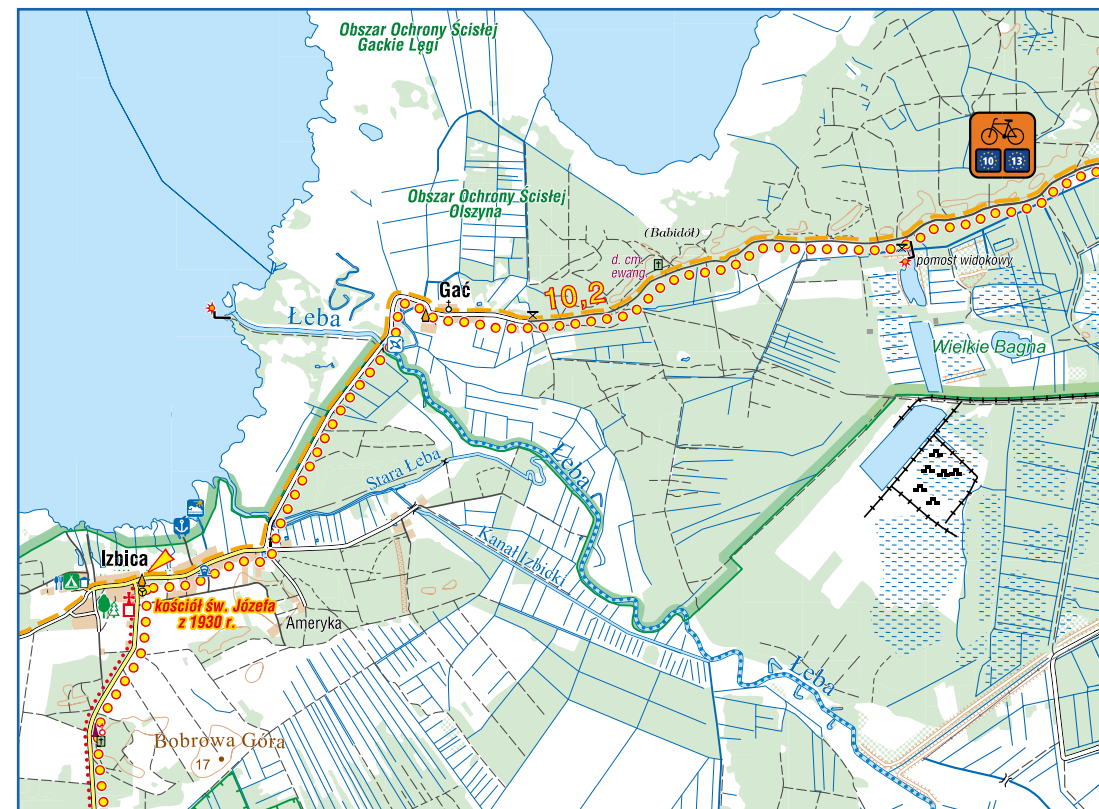 Obszar Ochrony Ścisłej
Gackie Łęgi
10
13
Obszar Ochrony Ścisłej
Olszyna
(Babidół)
d. cm.
ewang.
pomost widokowy
Gać
10,2
Łeba
Wielkie Bagna
Łeba
Stara Łeba
Kanał Izbicki
Izbica
kościół św. Józefa
z 1930 r.
Ameryka
Łeba
Bobrowa Góra
17